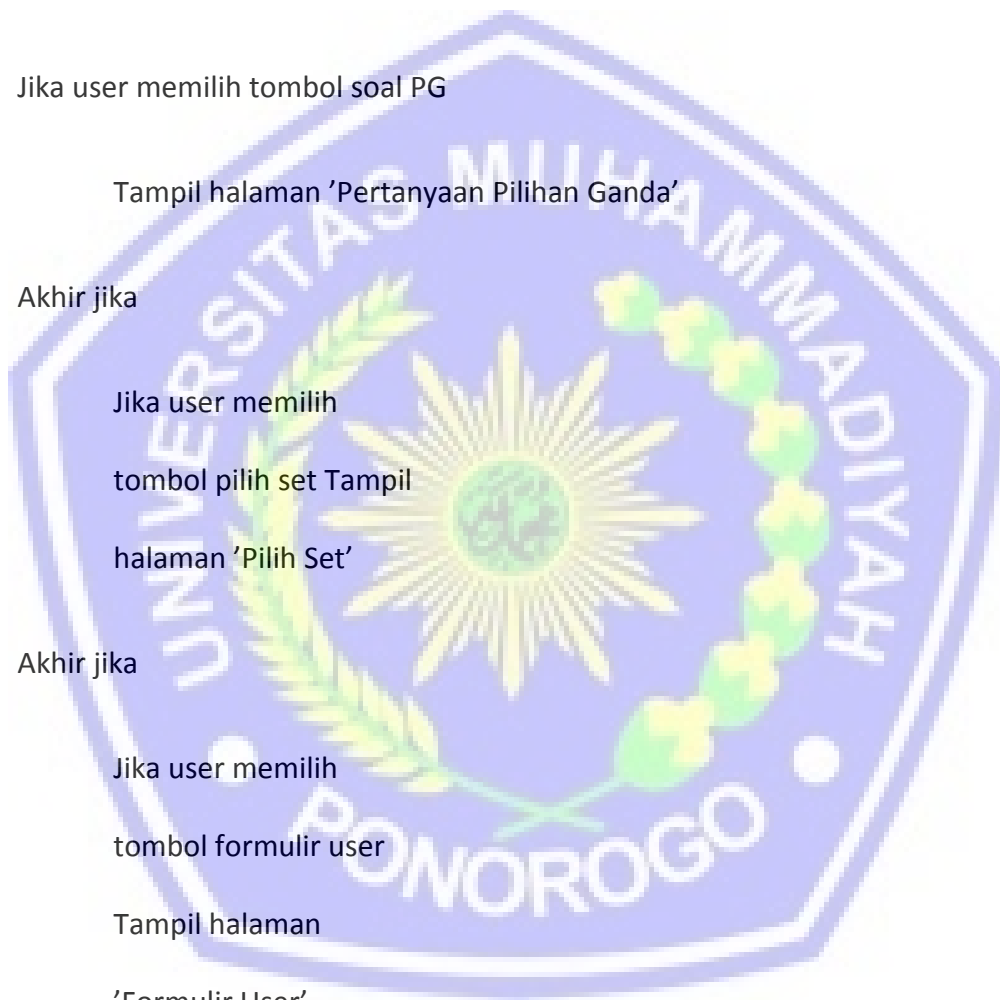 Jika user memilih tombol soal PG
Tampil halaman ’Pertanyaan Pilihan Ganda’
Akhir jika
Jika user memilih
tombol pilih set Tampil
halaman ’Pilih Set’
Akhir jika
Jika user memilih
tombol formulir user
Tampil halaman
’Formulir User’
UNIVERSITAS MUHAMMADIYAH
PONOROGO